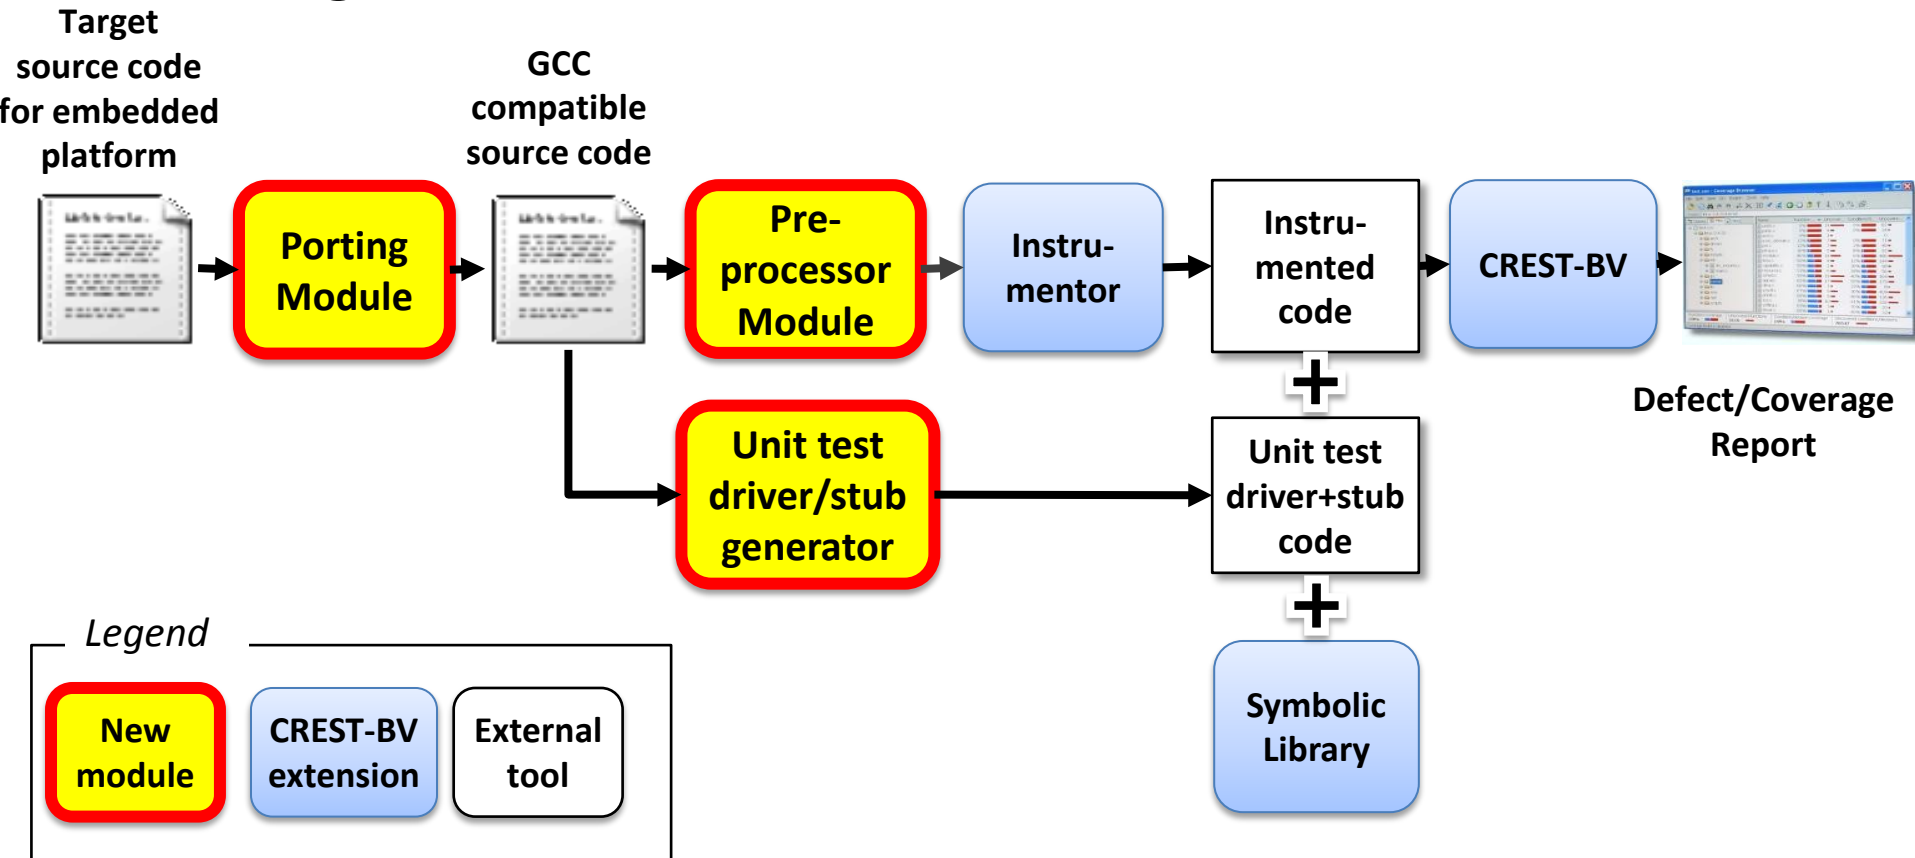 Target
source code
for embedded
platform
GCC
compatible
source code
Porting
Module
Pre-
processor
Module
Instru-
mentor
Instru-
mented
code
CREST-BV
Defect/Coverage
Report
Unit test
driver/stub
generator
Unit test
driver+stub
code
Symbolic
Library
Legend
New
module
CREST-BV
extension
External
tool